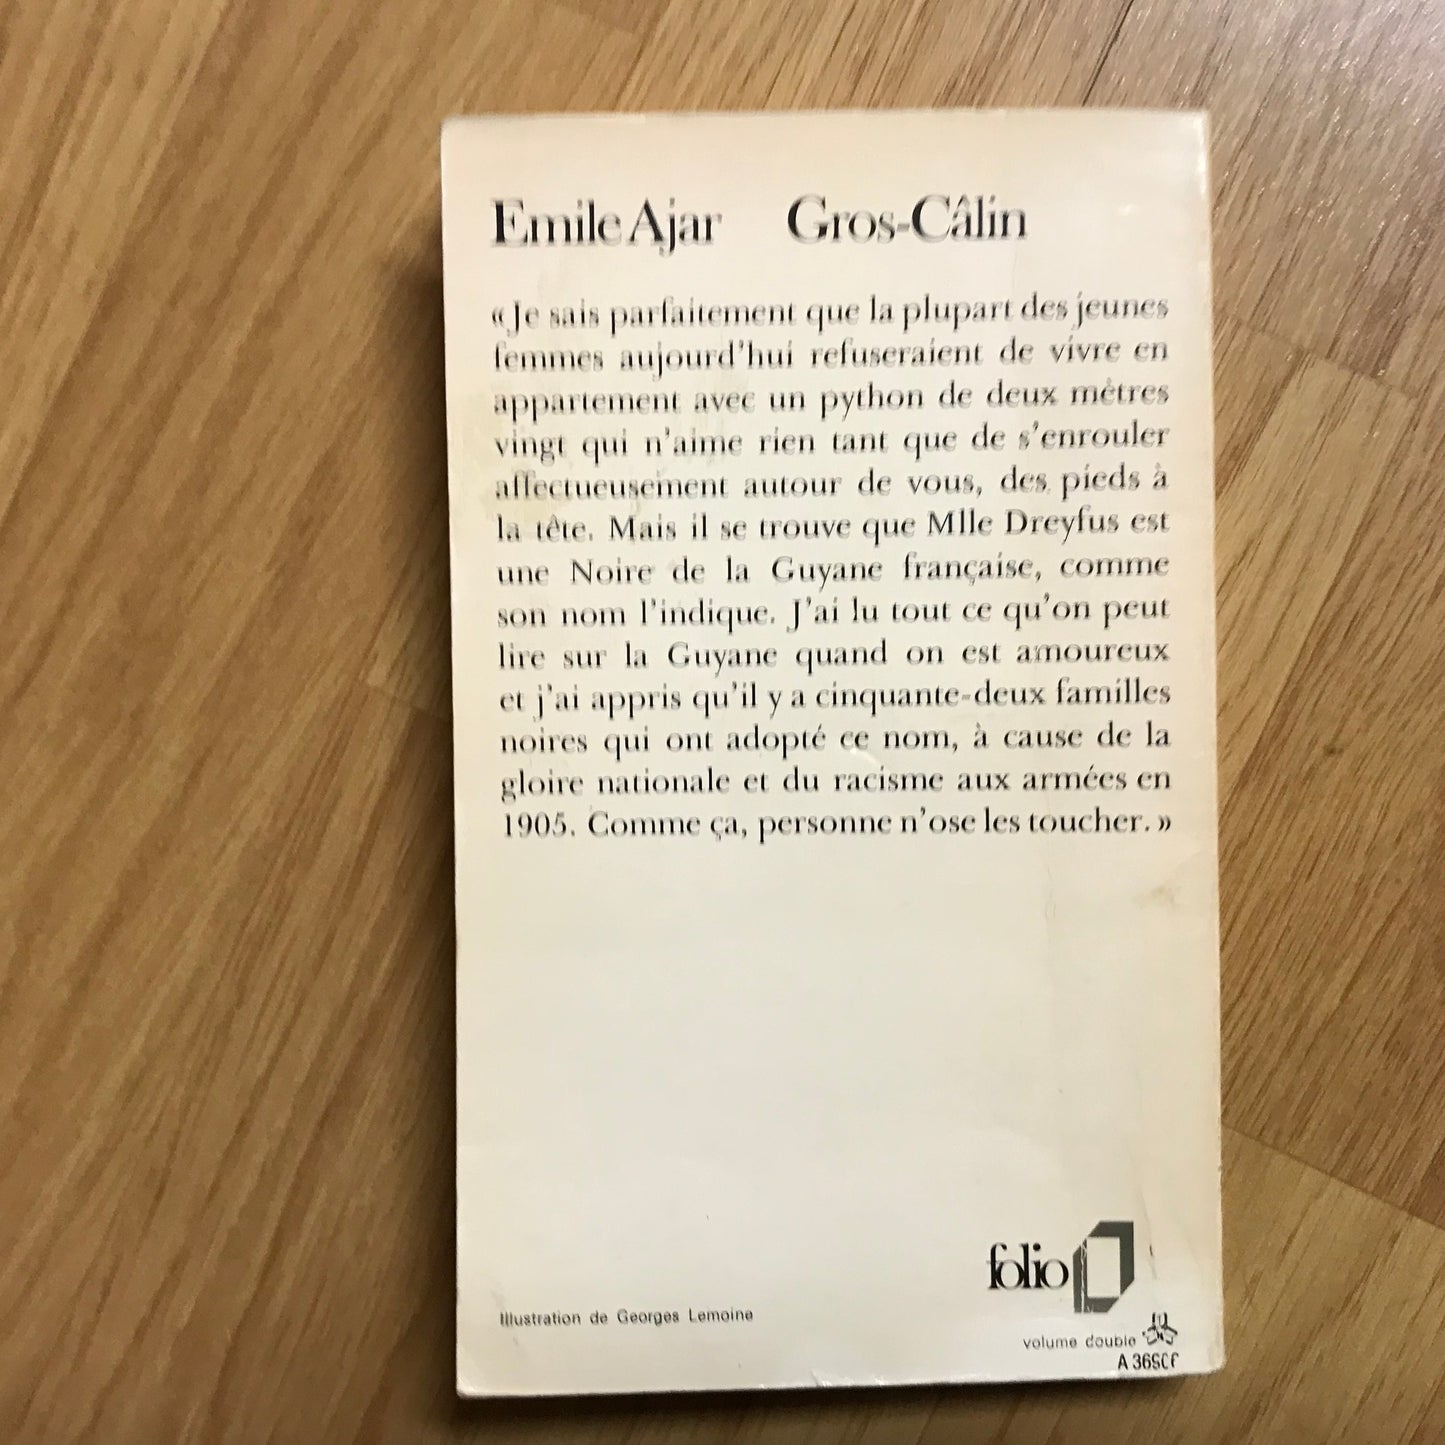 Emile Ajar Gros-Câlin
«Je sais parfaitement que la plupart des jeunes
femmes aujourd'hui refuseraient de vivre en
appartement avec un python de deux mètres
vingt qui n'aime rien tant que de s'enrouler
affectueusement autour de vous, des pieds à
la tête. Mais il se trouve que Mlle Dreyfus est
une Noire de la Guyane française, comme
son nom l'indique. J'ai lu tout ce qu'on peut
lire sur la Guyane quand on est amoureux
et j'ai appris qu'il y a cinquante-deux familles
noires qui ont adopté ce nom, à cause de la
gloire nationale et du racisme aux armées en
1905. Comme ça, personne n'ose les toucher.»
folio
Illustration de Georges Lemoine
volume double